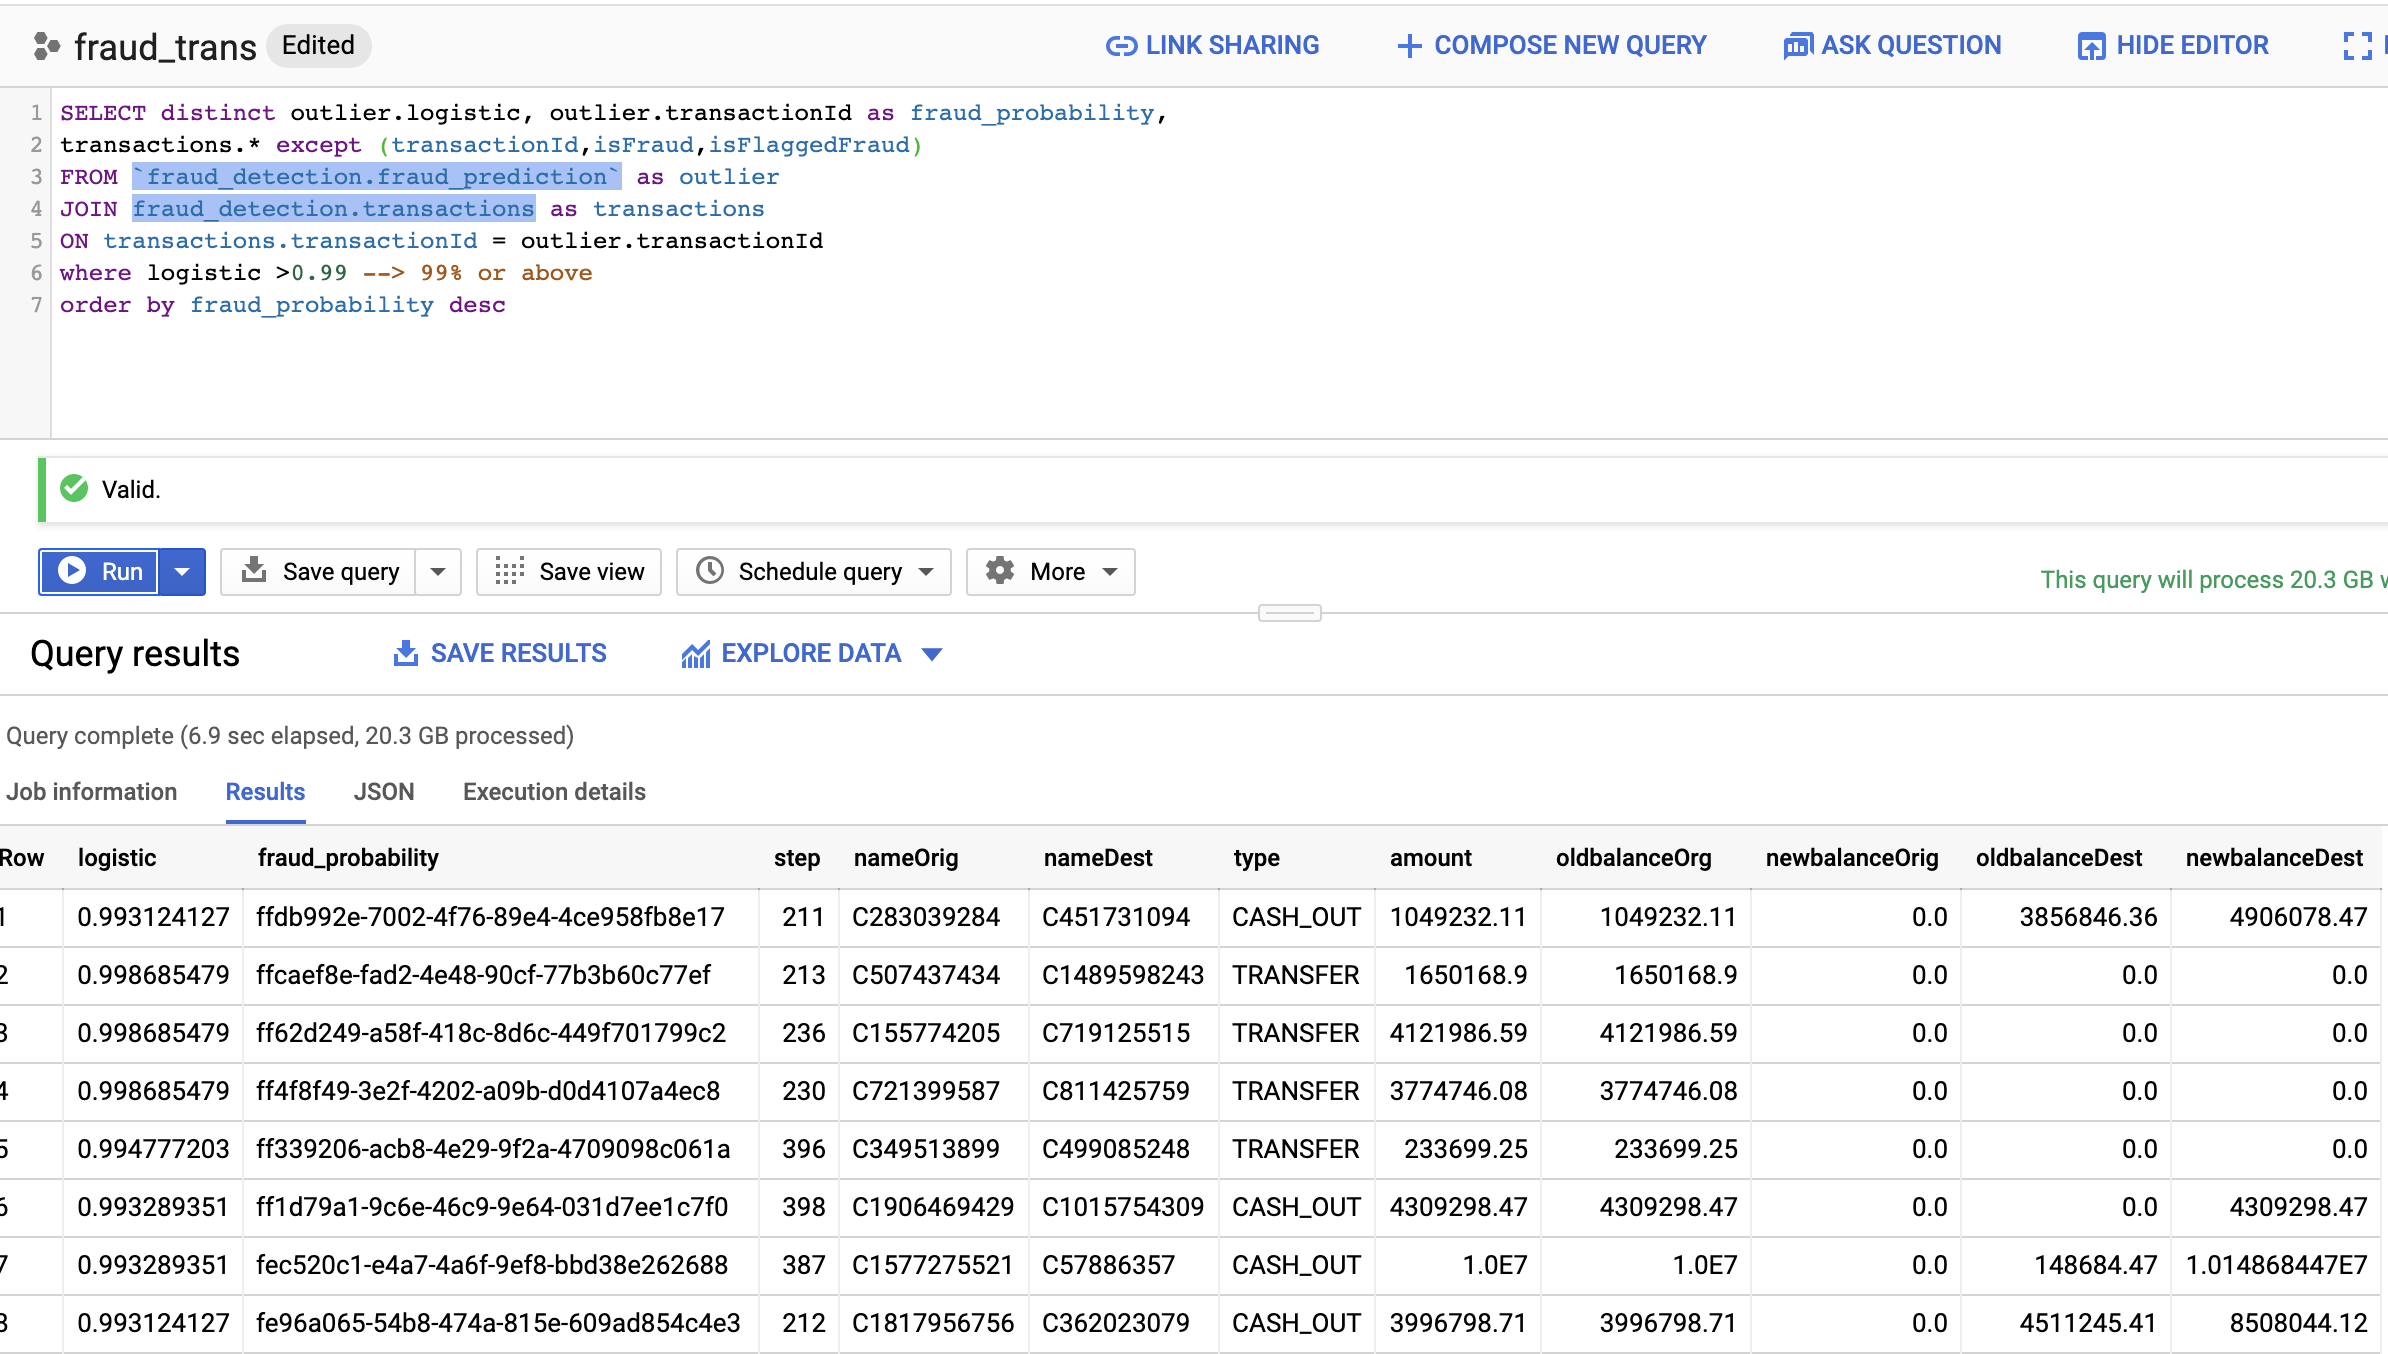 fraud_trans Edited LINK SHARING COMPOSE NEW QUERY ASK QUESTION HIDE EDITOR
1 SELECT distinct outlier.logistic, outlier.transactionId as fraud_probability,
2 transactions.* except (transactionId,isFraud,isFlaggedFraud)
3 FROM `fraud_detection.fraud_prediction` as outlier
4 JOIN fraud_detection.transactions as transactions
5 ON transactions.transactionId = outlier.transactionId
6 where logistic >0.99 --> 99% or above
7 order by fraud_probability desc
Valid.
Run Save query Save view Schedule query More
This query will process 20.3 GB
Query results SAVE RESULTS EXPLORE DATA
Query complete (6.9 sec elapsed, 20.3 GB processed)
Job information Results JSON Execution details
Row logistic fraud_probability step nameOrig nameDest type amount oldbalanceOrg newbalanceOrig oldbalanceDest newbalanceDest
1 0.993124127 ffdb992e-7002-4f76-89e4-4ce958fb8e17 211 C283039284 C451731094 CASH_OUT 1049232.11 1049232.11 0.0 3856846.36 4906078.47
2 0.998685479 ffcaef8e-fad2-4e48-90cf-77b3b60c77ef 213 C507437434 C1489598243 TRANSFER 1650168.9 1650168.9 0.0 0.0 0.0
3 0.998685479 ff62d249-a58f-418c-8d6c-449f701799c2 236 C155774205 C719125515 TRANSFER 4121986.59 4121986.59 0.0 0.0 0.0
4 0.998685479 ff4f8f49-3e2f-4202-a09b-d0d4107a4ec8 230 C721399587 C811425759 TRANSFER 3774746.08 3774746.08 0.0 0.0 0.0
5 0.994777203 ff339206-acb8-4e29-9f2a-4709098c061a 396 C349513899 C499085248 TRANSFER 233699.25 233699.25 0.0 0.0 0.0
6 0.993289351 ff1d79a1-9c6e-46c9-9e64-031d7ee1c7f0 398 C1906469429 C1015754309 CASH_OUT 4309298.47 4309298.47 0.0 0.0 4309298.47
7 0.993289351 fec520c1-e4a7-4a6f-9ef8-bbd38e262688 387 C1577275521 C57886357 CASH_OUT 1.0E7 1.0E7 0.0 148684.47 1.014868447E7
8 0.993124127 fe96a065-54b8-474a-815e-609ad854c4e3 212 C1817956756 C362023079 CASH_OUT 3996798.71 3996798.71 0.0 4511245.41 8508044.12